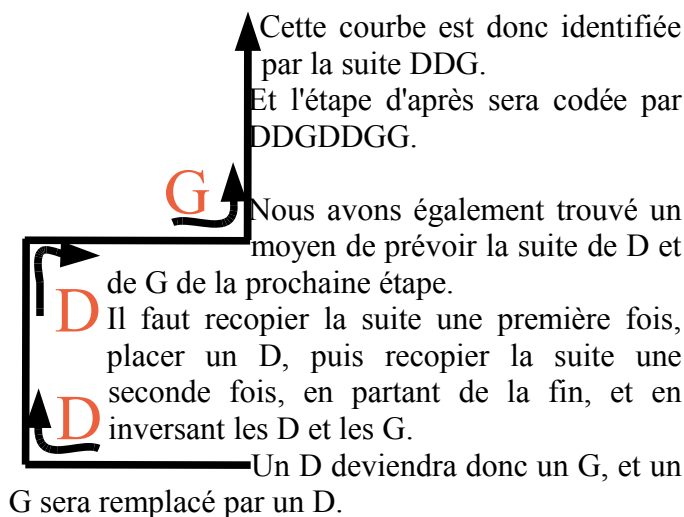 Cette courbe est donc identifiée
par la suite DDG.
Et l'étape d'après sera codée par
DDGDDGG.
G
Nous avons également trouvé un
moyen de prévoir la suite de D et
de G de la prochaine étape.
D
Il faut recopier la suite une première fois,
placer un D, puis recopier la suite une
seconde fois, en partant de la fin, et en
D
inversant les D et les G.
Un D deviendra donc un G, et un
G sera remplacé par un D.